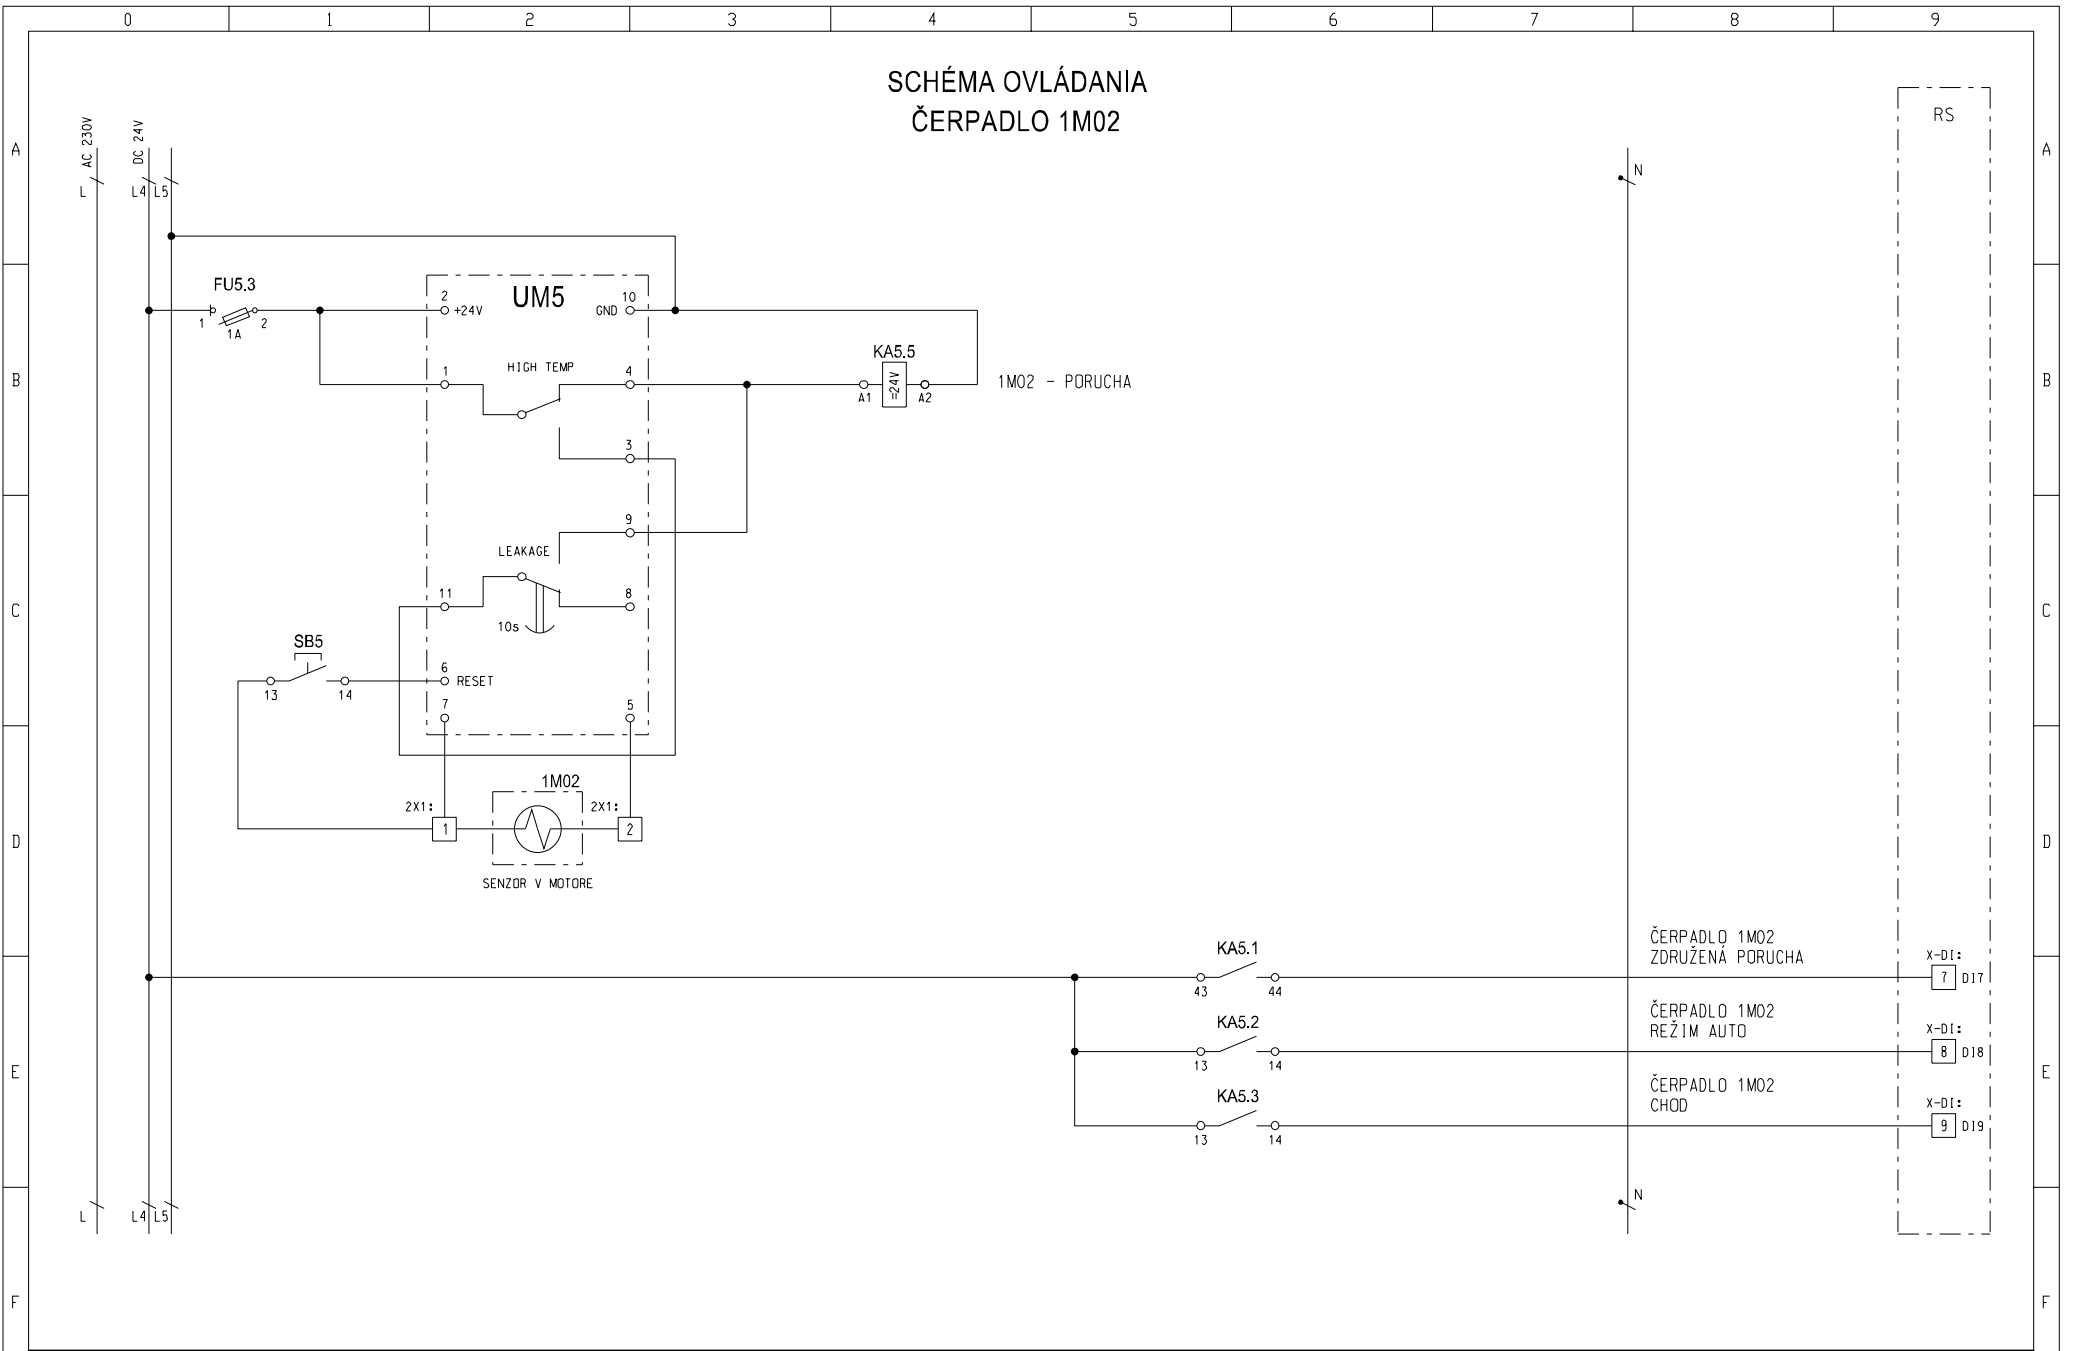 0 1 2 3 4 5 6 7 8 9
SCHÉMA OVLÁDANIA
ČERPADLO 1M02
RS
A A
AC 230V
DC 24V
L L4 L5 N
FU5.3
1 2
1A
UM5
2 10
+24V GND
B B
1 4
HIGH TEMP
KA5.5
A1 =24V A2
1M02 - PORUCHA
3
9
LEAKAGE
C C
11 8
10s
SB5
13 14
6
RESET
7 5
1M02
2X1: 2X1:
1 2
D D
SENZOR V MOTORE
KA5.1
43 44
ČERPADLO 1M02
ZDRUŽENÁ PORUCHA
X-DI:
7 DI7
KA5.2
13 14
ČERPADLO 1M02
REŽIM AUTO
X-DI:
8 DI8
E E
KA5.3
13 14
ČERPADLO 1M02
CHOD
X-DI:
9 DI9
L L4 L5 N
F F